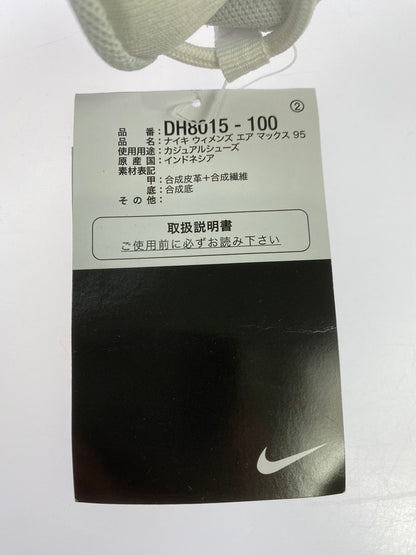 ②
品 番：DH8015 - 100
品 名：ナイキ ウィメンズ エア マックス 95
使用用途：カジュアルシューズ
原 産 国：インドネシア
素材表記
甲：合成皮革＋合成繊維
底：合成底
そ の 他：
取扱説明書
ご使用前に必ずお読み下さい